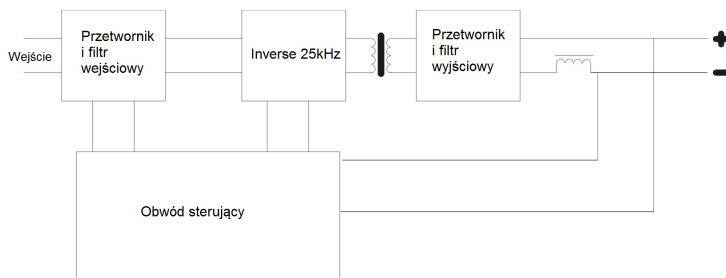 Wejście
Przetwornik
i filtr
wejściowy
Inverse 25kHz
Przetwornik
i filtr
wyjściowy
+
-
Obwód sterujący